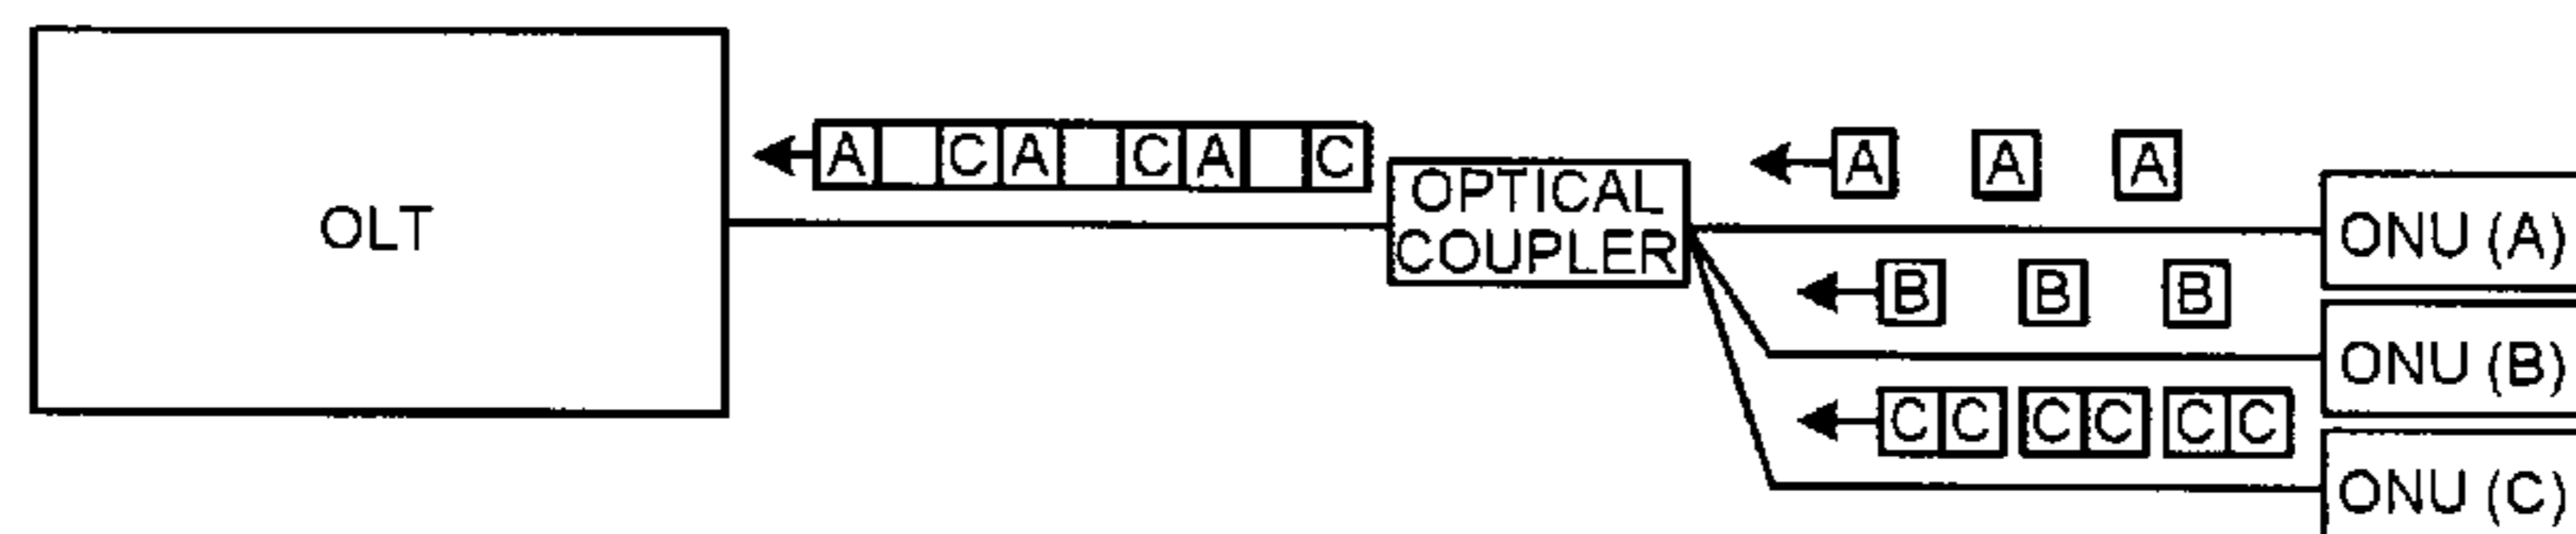 OLT
A C A C A C
OPTICAL
COUPLER
A A A
B B B
C C C C C C
ONU (A)
ONU (B)
ONU (C)